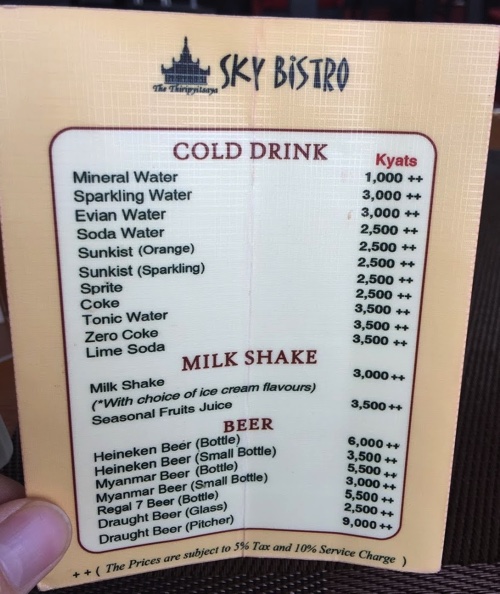 The Thiripyitsaya SKY BiSTRO
COLD DRINK
Kyats
Mineral Water 1,000 ++
Sparkling Water 3,000 ++
Evian Water 3,000 ++
Soda Water 2,500 ++
Sunkist (Orange) 2,500 ++
Sunkist (Sparkling) 2,500 ++
Sprite 2,500 ++
Coke 2,500 ++
Tonic Water 3,500 ++
Zero Coke 3,500 ++
Lime Soda 3,500 ++
MILK SHAKE
Milk Shake 3,000 ++
(*With choice of ice cream flavours)
Seasonal Fruits Juice 3,500 ++
BEER
Heineken Beer (Bottle) 6,000 ++
Heineken Beer (Small Bottle) 3,500 ++
Myanmar Beer (Bottle) 5,500 ++
Myanmar Beer (Small Bottle) 3,000 ++
Regal 7 Beer (Bottle) 5,500 ++
Draught Beer (Glass) 2,500 ++
Draught Beer (Pitcher) 9,000 ++
++ ( The Prices are subject to 5% Tax and 10% Service Charge )